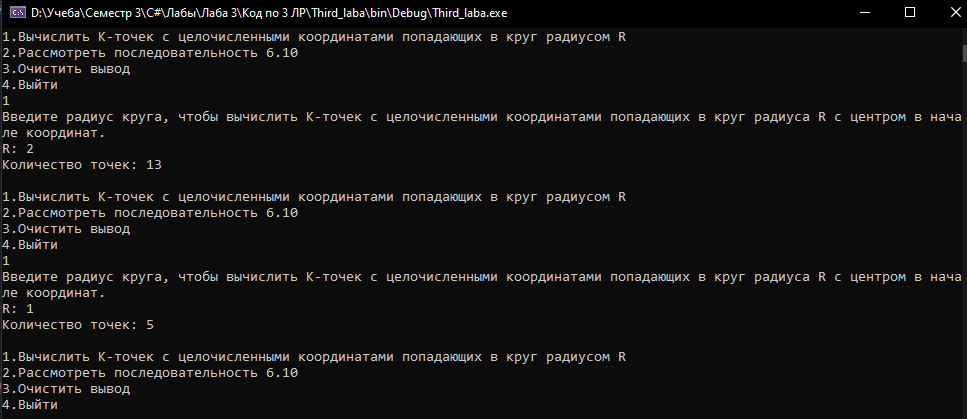 D:\Учеба\Семестр 3\C#\Лабы\Лаба 3\Код по 3 ЛР\Third_laba\bin\Debug\Third_laba.exe
1.Вычислить К-точек с целочисленными координатами попадающих в круг радиусом R
2.Рассмотреть последовательность 6.10
3.Очистить вывод
4.Выйти
1
Введите радиус круга, чтобы вычислить К-точек с целочисленными координатами попадающих в круг радиуса R с центром в нача
ле координат.
R: 2
Количество точек: 13
1.Вычислить К-точек с целочисленными координатами попадающих в круг радиусом R
2.Рассмотреть последовательность 6.10
3.Очистить вывод
4.Выйти
1
Введите радиус круга, чтобы вычислить К-точек с целочисленными координатами попадающих в круг радиуса R с центром в нача
ле координат.
R: 1
Количество точек: 5
1.Вычислить К-точек с целочисленными координатами попадающих в круг радиусом R
2.Рассмотреть последовательность 6.10
3.Очистить вывод
4.Выйти